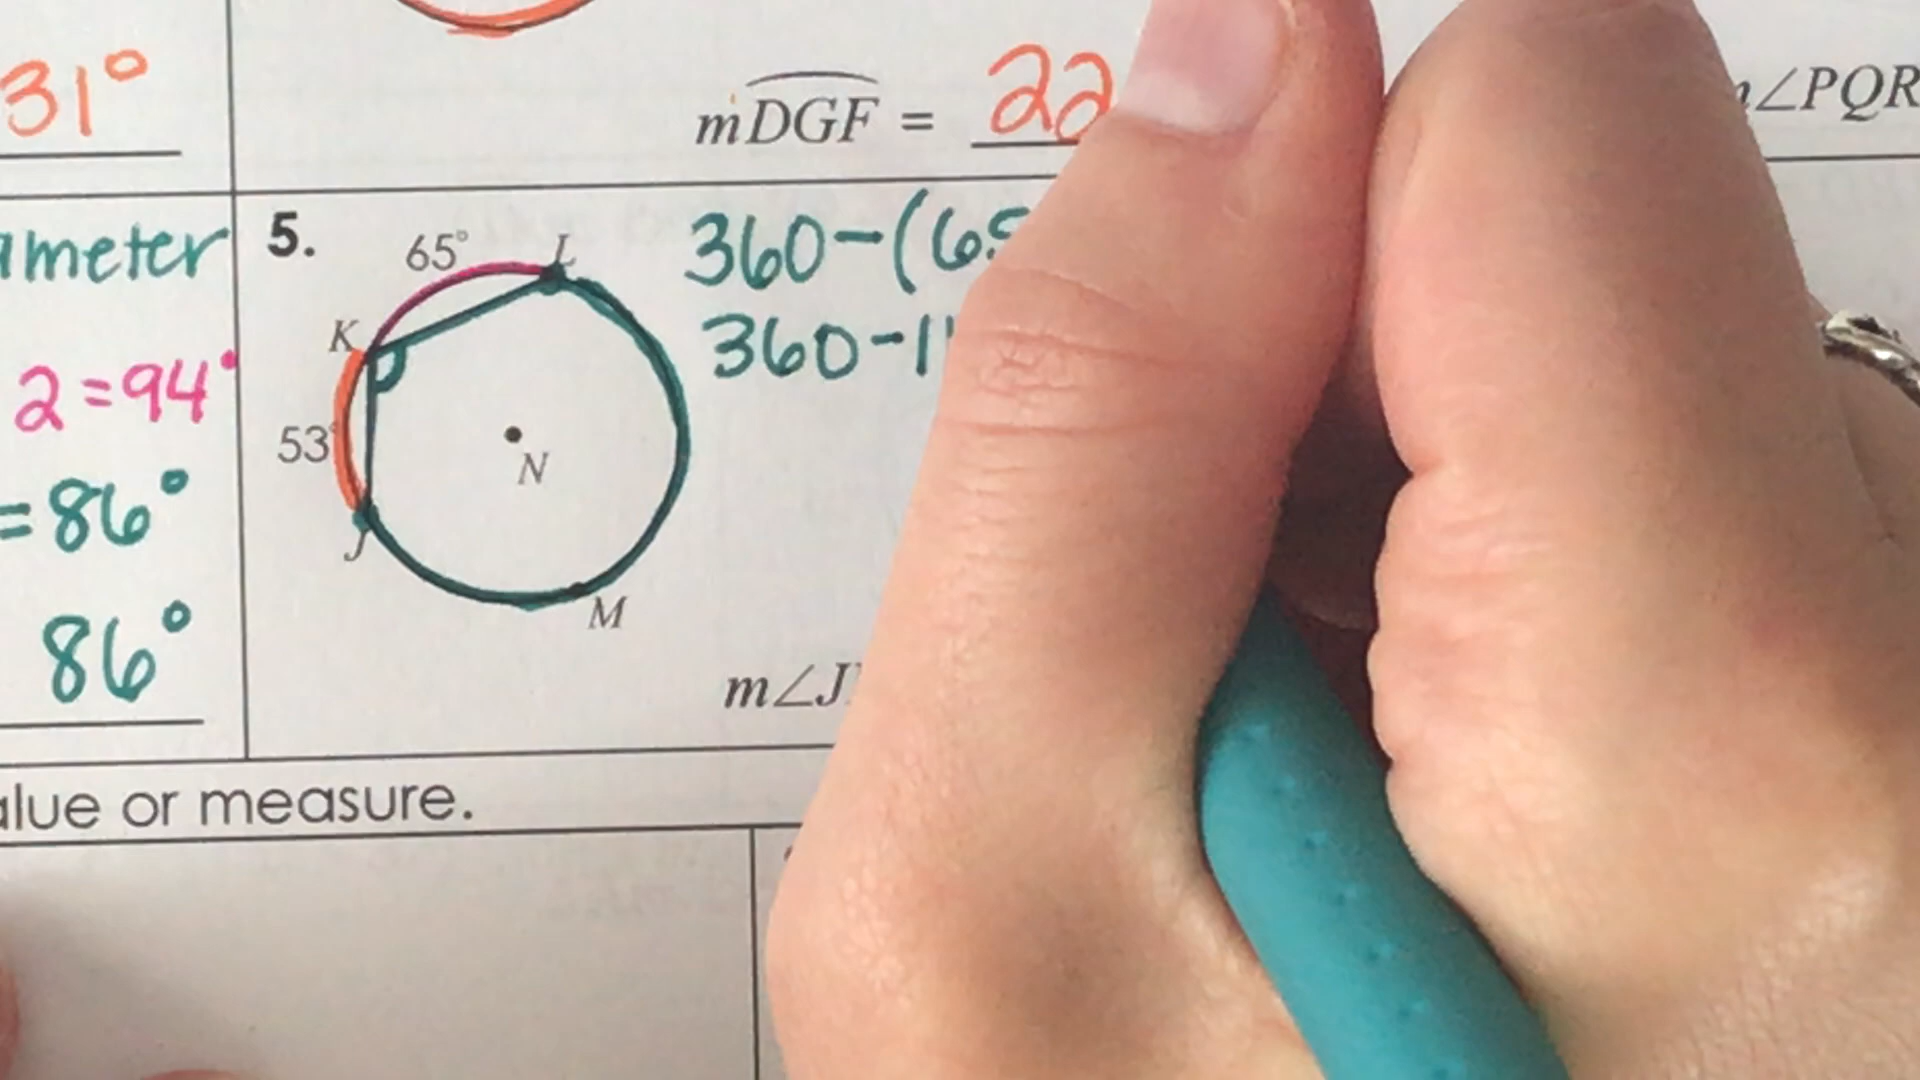 31°
mDGF = 22
∠PQR
ameter
5.
65°
L
360-(65
K
360-1
2=94°
53°
N
=86°
J
M
86°
m∠J
alue or measure.